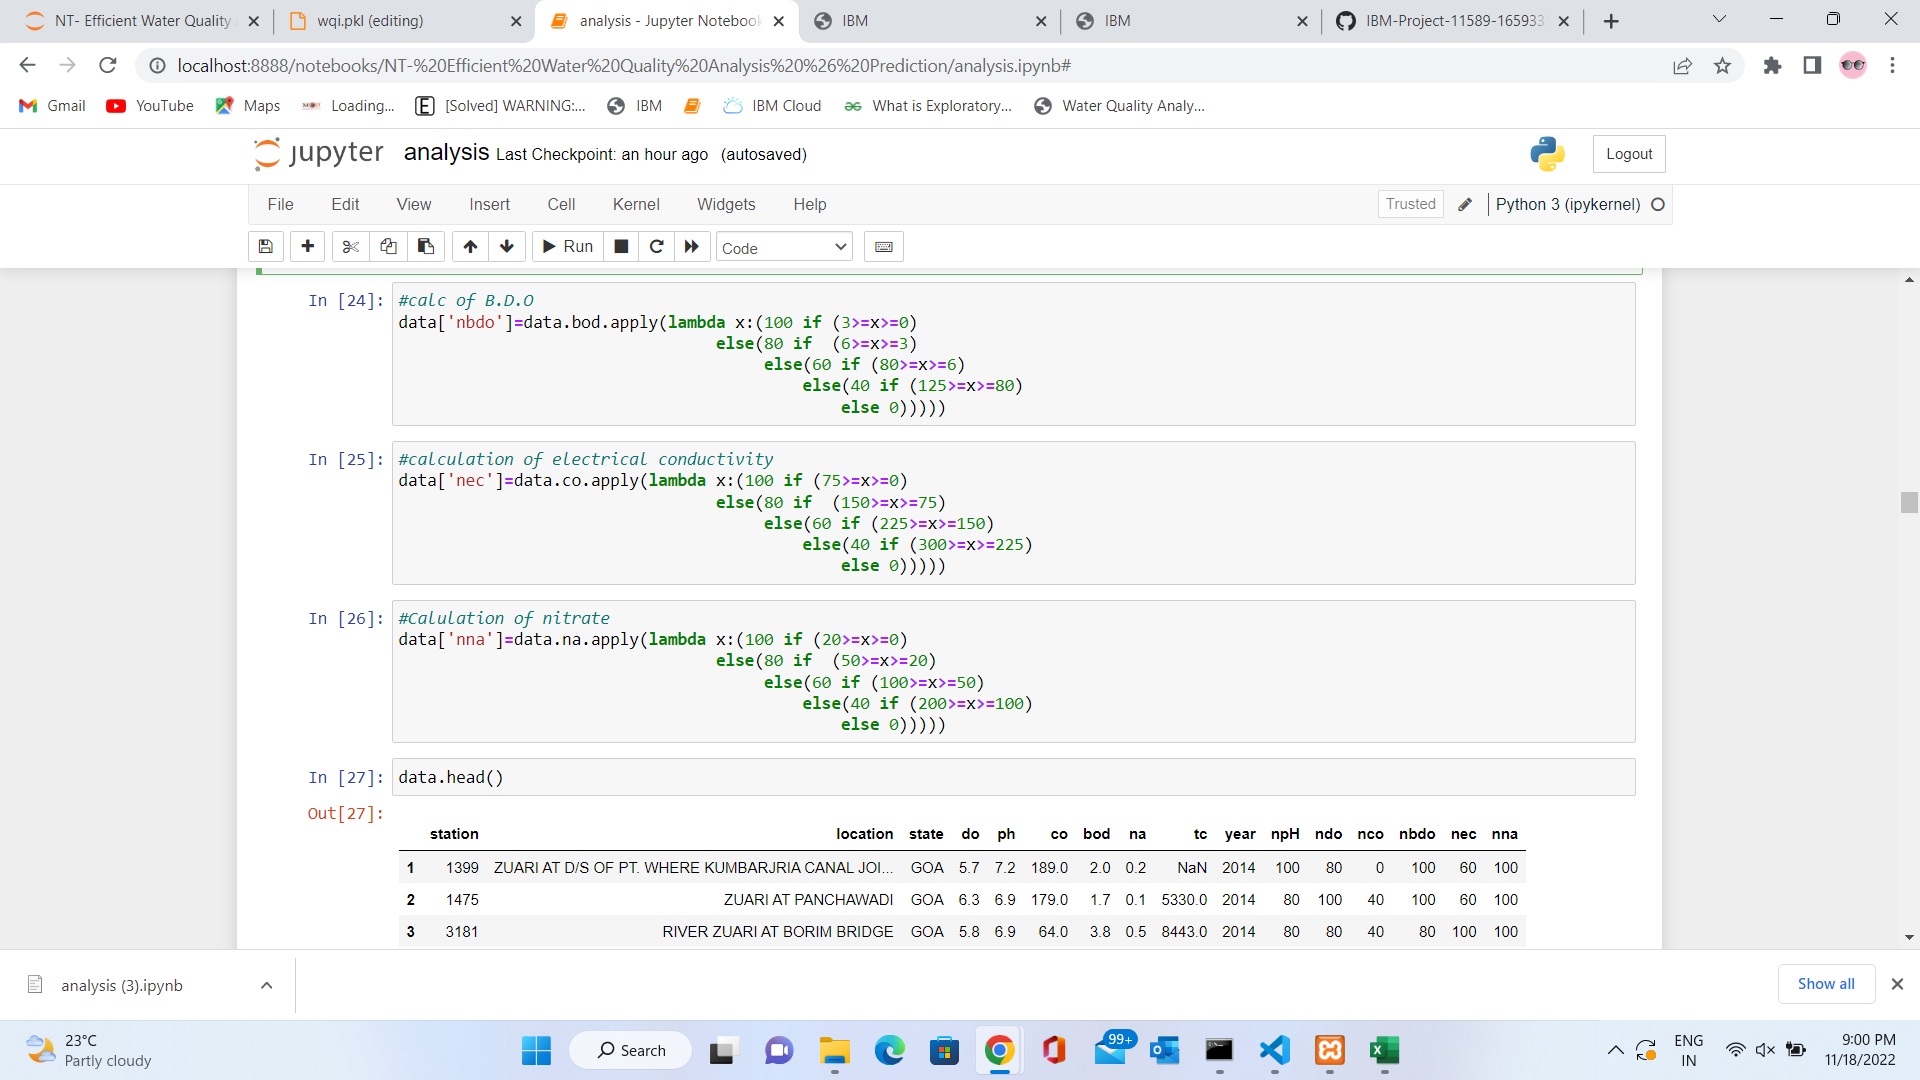 NT- Efficient Water Quality
wqi.pkl (editing)
analysis - Jupyter Notebook
IBM
IBM
IBM-Project-11589-165933
localhost:8888/notebooks/NT-%20Efficient%20Water%20Quality%20Analysis%20%26%20Prediction/analysis.ipynb#
Gmail YouTube Maps Loading... [Solved] WARNING:... IBM IBM Cloud What is Exploratory... Water Quality Analy...
jupyter analysis Last Checkpoint: an hour ago (autosaved)
Logout
File Edit View Insert Cell Kernel Widgets Help
Trusted
Python 3 (ipykernel)
Run
Code
In [24]: #calc of B.D.O
data['nbdo']=data.bod.apply(lambda x:(100 if (3>=x>=0)
else(80 if  (6>=x>=3)
else(60 if (80>=x>=6)
else(40 if (125>=x>=80)
else 0)))))
In [25]: #calculation of electrical conductivity
data['nec']=data.co.apply(lambda x:(100 if (75>=x>=0)
else(80 if  (150>=x>=75)
else(60 if (225>=x>=150)
else(40 if (300>=x>=225)
else 0)))))
In [26]: #Calulation of nitrate
data['nna']=data.na.apply(lambda x:(100 if (20>=x>=0)
else(80 if  (50>=x>=20)
else(60 if (100>=x>=50)
else(40 if (200>=x>=100)
else 0)))))
In [27]: data.head()
Out[27]:
station location state do ph co bod na tc year npH ndo nco nbdo nec nna
1 1399 ZUARI AT D/S OF PT. WHERE KUMBARJRIA CANAL JOI... GOA 5.7 7.2 189.0 2.0 0.2 NaN 2014 100 80 0 100 60 100
2 1475 ZUARI AT PANCHAWADI GOA 6.3 6.9 179.0 1.7 0.1 5330.0 2014 80 100 40 100 60 100
3 3181 RIVER ZUARI AT BORIM BRIDGE GOA 5.8 6.9 64.0 3.8 0.5 8443.0 2014 80 80 40 80 100 100
analysis (3).ipynb
Show all
23°C
Partly cloudy
Search
99+
ENG
IN
9:00 PM
11/18/2022